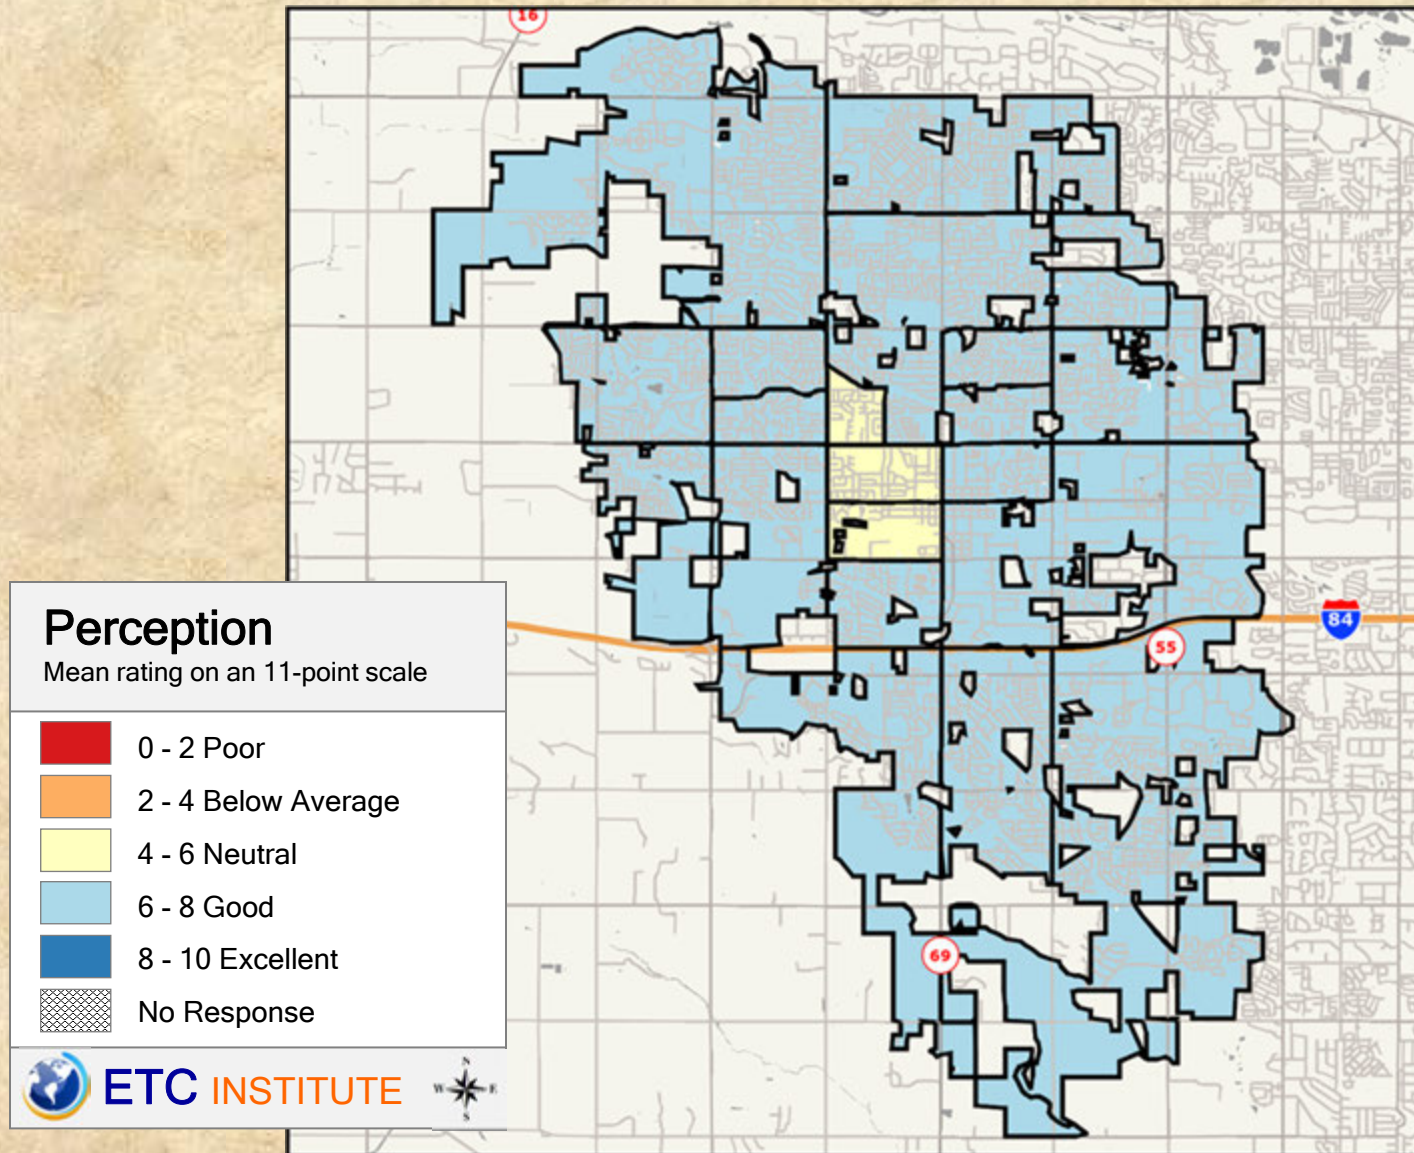 16
84
55
69
Perception
Mean rating on an 11-point scale
0 - 2 Poor
2 - 4 Below Average
4 - 6 Neutral
6 - 8 Good
8 - 10 Excellent
No Response
ETC INSTITUTE
N
W E
S